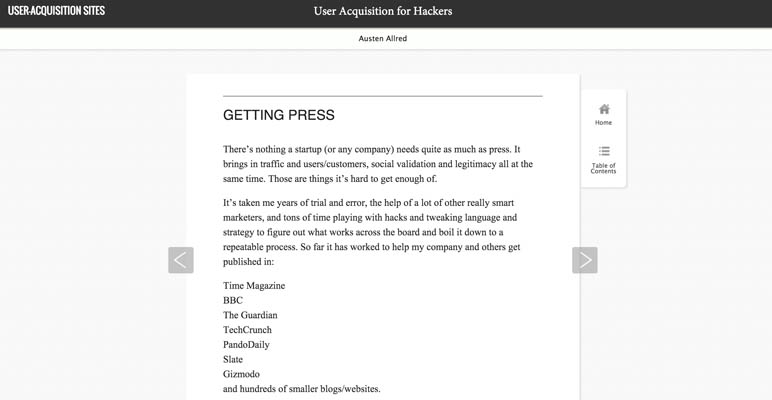 USER-ACQUISITION SITES
User Acquisition for Hackers
Austen Allred
GETTING PRESS
There's nothing a startup (or any company) needs quite as much as press. It
brings in traffic and users/customers, social validation and legitimacy all at the
same time. Those are things it's hard to get enough of.
It's taken me years of trial and error, the help of a lot of other really smart
marketers, and tons of time playing with hacks and tweaking language and
strategy to figure out what works across the board and boil it down to a
repeatable process. So far it has worked to help my company and others get
published in:
Time Magazine
BBC
The Guardian
TechCrunch
PandoDaily
Slate
Gizmodo
and hundreds of smaller blogs/websites.
Home
Table of
Contents